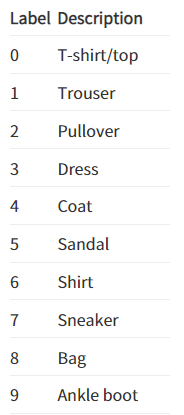 Label Description
0 T-shirt/top
1 Trouser
2 Pullover
3 Dress
4 Coat
5 Sandal
6 Shirt
7 Sneaker
8 Bag
9 Ankle boot